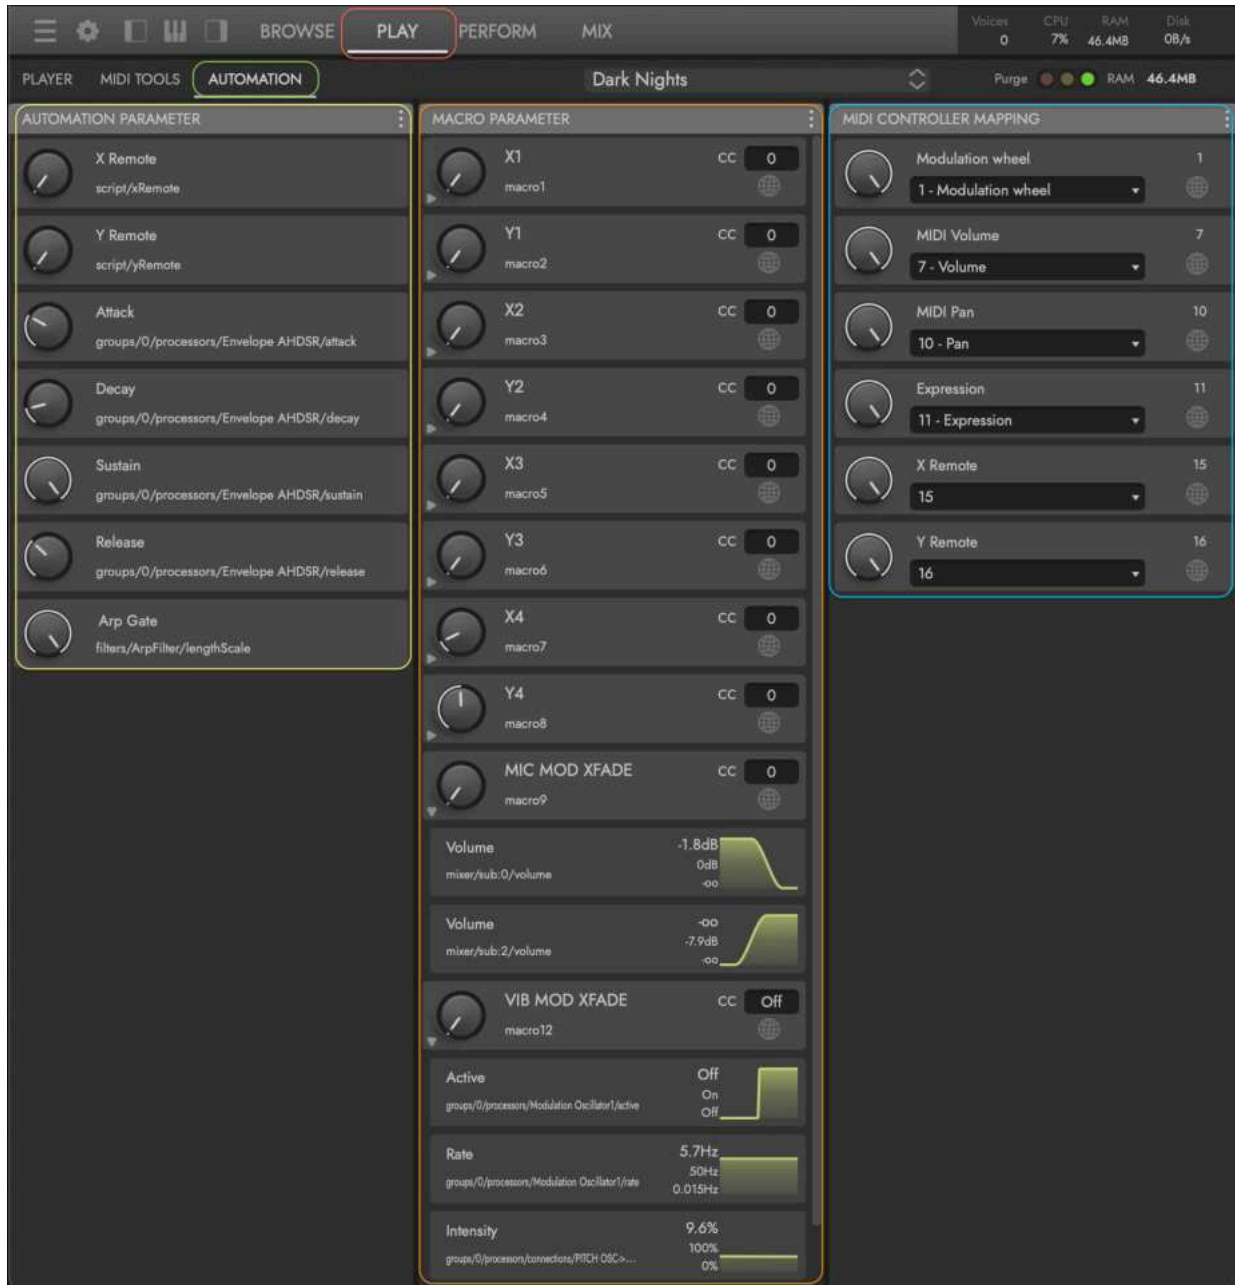 BROWSE PLAY PERFORM MIX
Voices CPU RAM Disk
0 7% 46.4MB 0B/s
PLAYER MIDI TOOLS AUTOMATION Dark Nights Purge RAM 46.4MB
AUTOMATION PARAMETER
X Remote
script/xRemote
Y Remote
script/yRemote
Attack
groups/0/processors/Envelope AHDSR/attack
Decay
groups/0/processors/Envelope AHDSR/decay
Sustain
groups/0/processors/Envelope AHDSR/sustain
Release
groups/0/processors/Envelope AHDSR/release
Arp Gate
filters/ArpFilter/lengthScale
MACRO PARAMETER
X1 CC 0
macro1
Y1 CC 0
macro2
X2 CC 0
macro3
Y2 CC 0
macro4
X3 CC 0
macro5
Y3 CC 0
macro6
X4 CC 0
macro7
Y4 CC 0
macro8
MIC MOD XFADE CC 0
macro9
Volume -1.8dB
0dB
mixer/sub:0/volume
-oo
Volume -oo
-7.9dB
mixer/sub:2/volume
-oo
VIB MOD XFADE CC Off
macro12
Active Off
On
groups/0/processors/Modulation Oscillator1/active
Off
Rate 5.7Hz
50Hz
groups/0/processors/Modulation Oscillator1/rate
0.015Hz
Intensity 9.6%
100%
groups/0/processors/connections/PITCH OSC->...
0%
MIDI CONTROLLER MAPPING
Modulation wheel 1
1 - Modulation wheel
MIDI Volume 7
7 - Volume
MIDI Pan 10
10 - Pan
Expression 11
11 - Expression
X Remote 15
15
Y Remote 16
16